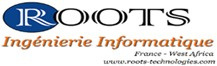 ROOTS
Ingénierie Informatique
France - West Africa
www.roots-technologies.com